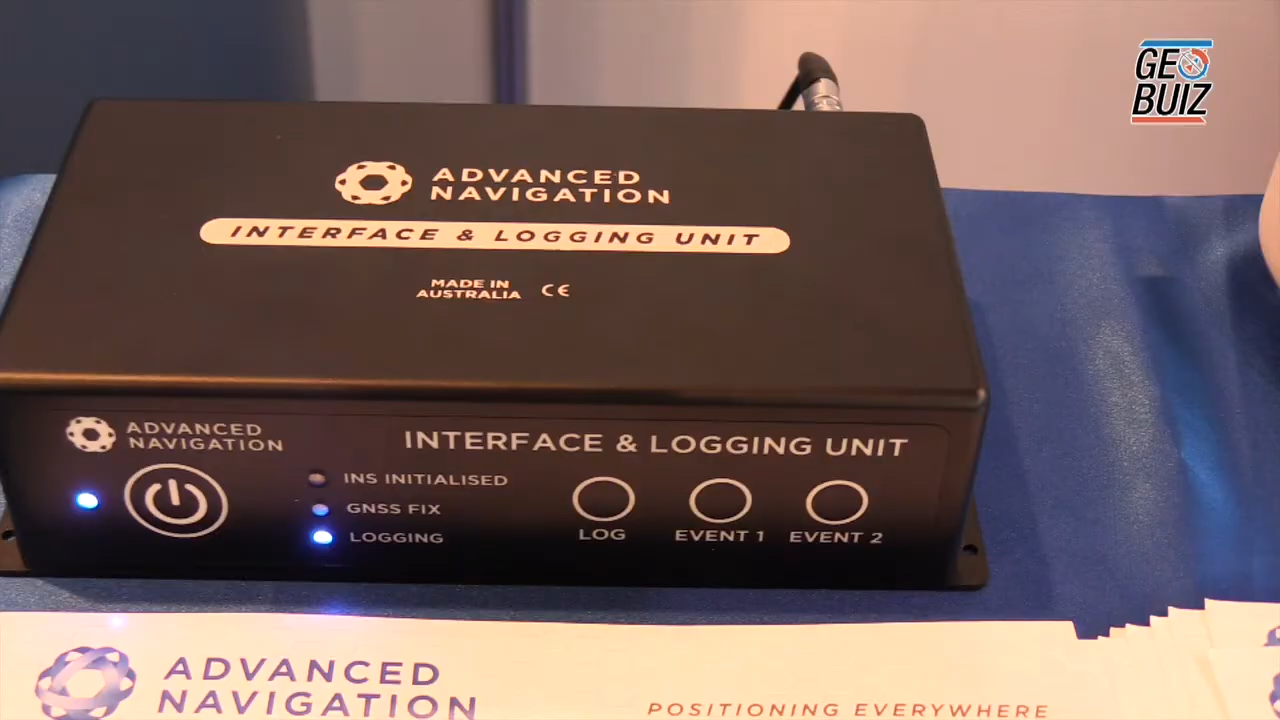 GEO
BUIZ
ADVANCED
NAVIGATION
INTERFACE & LOGGING UNIT
MADE IN
AUSTRALIA CE
ADVANCED
NAVIGATION
INTERFACE & LOGGING UNIT
INS INITIALISED
GNSS FIX
LOGGING
LOG
EVENT 1
EVENT 2
ADVANCED
NAVIGATION
POSITIONING EVERYWHERE